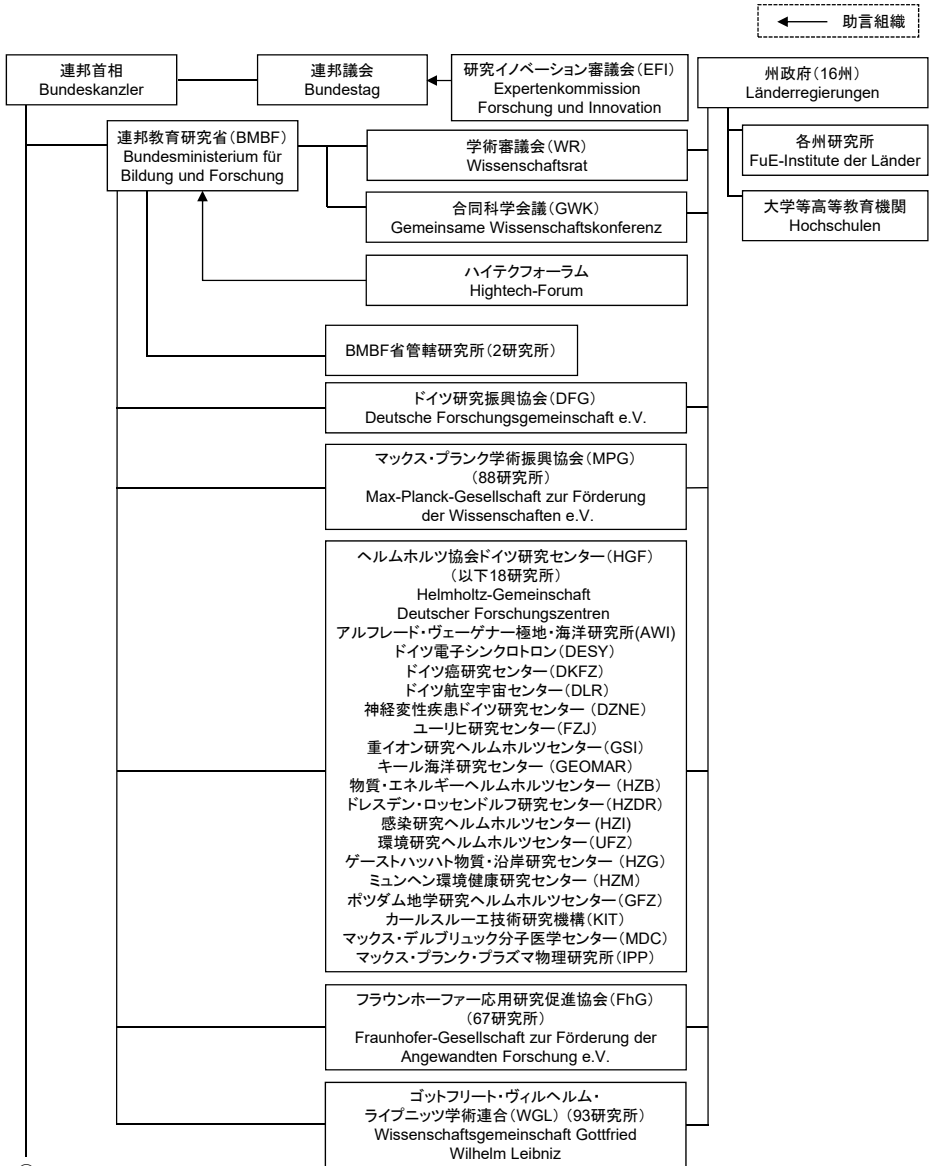 助言組織
連邦首相
Bundeskanzler
連邦議会
Bundestag
研究イノベーション審議会(EFI)
Expertenkommission
Forschung und Innovation
州政府(16州)
Länderregierungen
各州研究所
FuE-Institute der Länder
大学等高等教育機関
Hochschulen
連邦教育研究省(BMBF)
Bundesministerium für
Bildung und Forschung
学術審議会(WR)
Wissenschaftsrat
合同科学会議(GWK)
Gemeinsame Wissenschaftskonferenz
ハイテクフォーラム
Hightech-Forum
BMBF省管轄研究所(2研究所)
ドイツ研究振興協会(DFG)
Deutsche Forschungsgemeinschaft e.V.
マックス・プランク学術振興協会(MPG)
(88研究所)
Max-Planck-Gesellschaft zur Förderung
der Wissenschaften e.V.
ヘルムホルツ協会ドイツ研究センター(HGF)
(以下18研究所)
Helmholtz-Gemeinschaft
Deutscher Forschungszentren
アルフレード・ヴェーゲナー極地・海洋研究所(AWI)
ドイツ電子シンクロトロン(DESY)
ドイツ癌研究センター(DKFZ)
ドイツ航空宇宙センター(DLR)
神経変性疾患ドイツ研究センター (DZNE)
ユーリヒ研究センター(FZJ)
重イオン研究ヘルムホルツセンター(GSI)
キール海洋研究センター (GEOMAR)
物質・エネルギーヘルムホルツセンター (HZB)
ドレスデン・ロッセンドルフ研究センター(HZDR)
感染研究ヘルムホルツセンター (HZI)
環境研究ヘルムホルツセンター(UFZ)
ゲーストハッハト物質・沿岸研究センター (HZG)
ミュンヘン環境健康研究センター (HZM)
ポツダム地学研究ヘルムホルツセンター(GFZ)
カールスルーエ技術研究機構(KIT)
マックス・デルブリュック分子医学センター(MDC)
マックス・プランク・プラズマ物理研究所(IPP)
フラウンホーファー応用研究促進協会(FhG)
(67研究所)
Fraunhofer-Gesellschaft zur Förderung der
Angewandten Forschung e.V.
ゴットフリート・ヴィルヘルム・
ライプニッツ学術連合(WGL) (93研究所)
Wissenschaftsgemeinschaft Gottfried
Wilhelm Leibniz